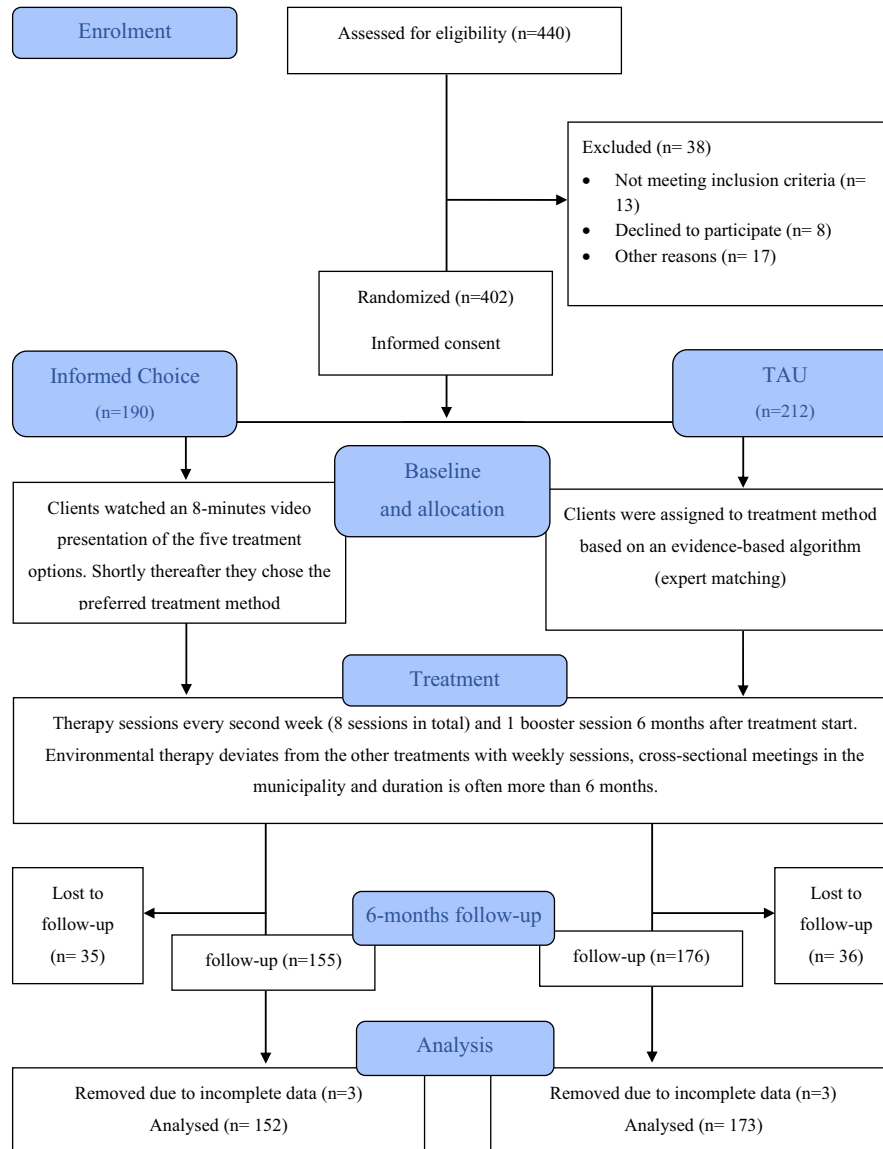 Enrolment
Assessed for eligibility (n=440)
Excluded (n= 38)
• Not meeting inclusion criteria (n=
13)
• Declined to participate (n= 8)
• Other reasons (n= 17)
Randomized (n=402)
Informed consent
Informed Choice
(n=190)
TAU
(n=212)
Baseline
and allocation
Clients watched an 8-minutes video
presentation of the five treatment
options. Shortly thereafter they chose the
preferred treatment method
Clients were assigned to treatment method
based on an evidence-based algorithm
(expert matching)
Treatment
Therapy sessions every second week (8 sessions in total) and 1 booster session 6 months after treatment start.
Environmental therapy deviates from the other treatments with weekly sessions, cross-sectional meetings in the
municipality and duration is often more than 6 months.
Lost to
follow-up
(n= 35)
6-months follow-up
Lost to
follow-up
(n= 36)
follow-up (n=155)
follow-up (n=176)
Analysis
Removed due to incomplete data (n=3)
Analysed (n= 152)
Removed due to incomplete data (n=3)
Analysed (n= 173)